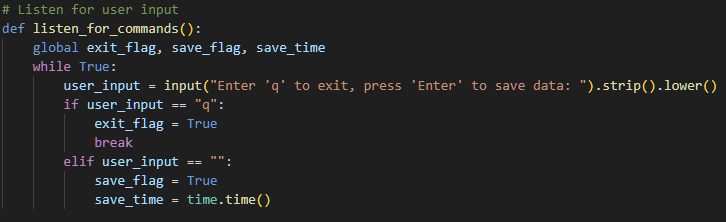 # Listen for user input
def listen_for_commands():
    global exit_flag, save_flag, save_time
    while True:
        user_input = input("Enter 'q' to exit, press 'Enter' to save data: ").strip().lower()
        if user_input == "q":
            exit_flag = True
            break
        elif user_input == "":
            save_flag = True
            save_time = time.time()